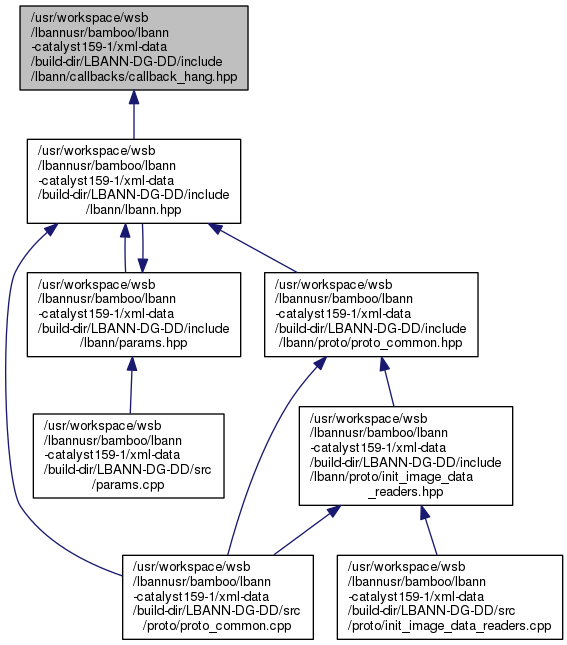 /usr/workspace/wsb
/lbannusr/bamboo/lbann
-catalyst159-1/xml-data
/build-dir/LBANN-DG-DD/include
/lbann/callbacks/callback_hang.hpp
/usr/workspace/wsb
/lbannusr/bamboo/lbann
-catalyst159-1/xml-data
/build-dir/LBANN-DG-DD/include
/lbann/lbann.hpp
/usr/workspace/wsb
/lbannusr/bamboo/lbann
-catalyst159-1/xml-data
/build-dir/LBANN-DG-DD/include
/lbann/params.hpp
/usr/workspace/wsb
/lbannusr/bamboo/lbann
-catalyst159-1/xml-data
/build-dir/LBANN-DG-DD/include
/lbann/proto/proto_common.hpp
/usr/workspace/wsb
/lbannusr/bamboo/lbann
-catalyst159-1/xml-data
/build-dir/LBANN-DG-DD/src
/params.cpp
/usr/workspace/wsb
/lbannusr/bamboo/lbann
-catalyst159-1/xml-data
/build-dir/LBANN-DG-DD/include
/lbann/proto/init_image_data
_readers.hpp
/usr/workspace/wsb
/lbannusr/bamboo/lbann
-catalyst159-1/xml-data
/build-dir/LBANN-DG-DD/src
/proto/proto_common.cpp
/usr/workspace/wsb
/lbannusr/bamboo/lbann
-catalyst159-1/xml-data
/build-dir/LBANN-DG-DD/src
/proto/init_image_data_readers.cpp